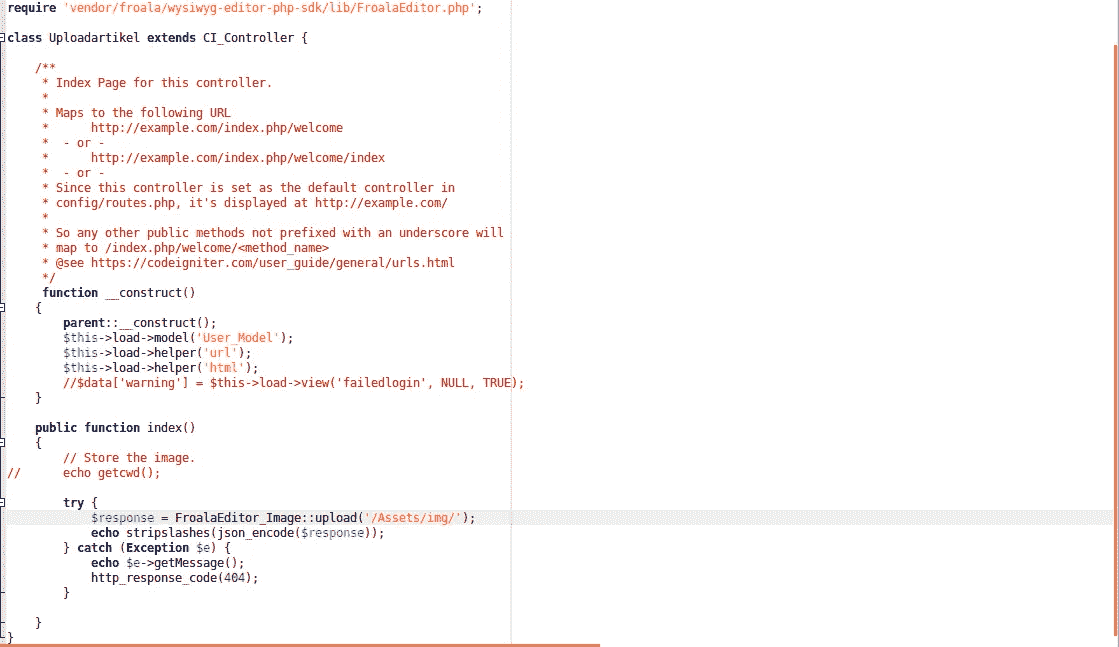 require 'vendor/froala/wysiwyg-editor-php-sdk/lib/FroalaEditor.php';
class Uploadartikel extends CI_Controller {
/**
* Index Page for this controller.
*
* Maps to the following URL
* http://example.com/index.php/welcome
* - or -
* http://example.com/index.php/welcome/index
* - or -
* Since this controller is set as the default controller in
* config/routes.php, it's displayed at http://example.com/
*
* So any other public methods not prefixed with an underscore will
* map to /index.php/welcome/<method_name>
* @see https://codeigniter.com/user_guide/general/urls.html
*/
function __construct()
{
parent::__construct();
$this->load->model('User_Model');
$this->load->helper('url');
$this->load->helper('html');
//$data['warning'] = $this->load->view('failedlogin', NULL, TRUE);
}
public function index()
{
// Store the image.
// echo getcwd();
try {
$response = FroalaEditor_Image::upload('/Assets/img/');
echo stripslashes(json_encode($response));
} catch (Exception $e) {
echo $e->getMessage();
http_response_code(404);
}
}
}